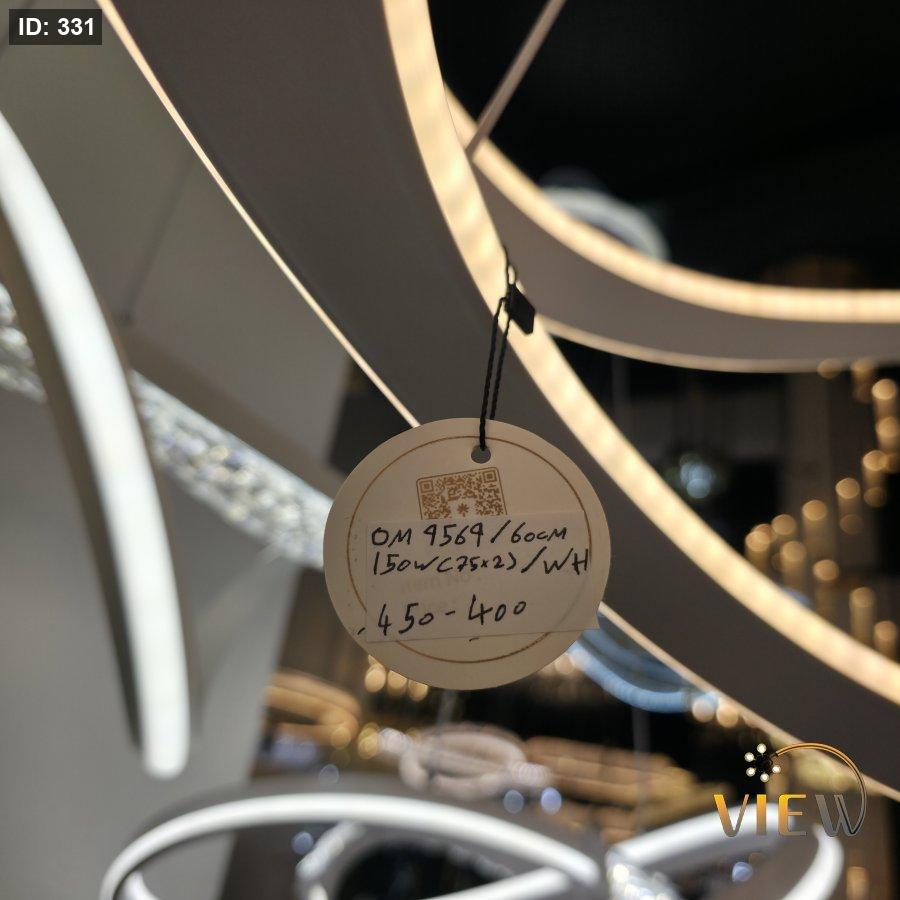 ID: 331
OM 9569/60cM
150W(75x2)/WH
450-400
VIEW